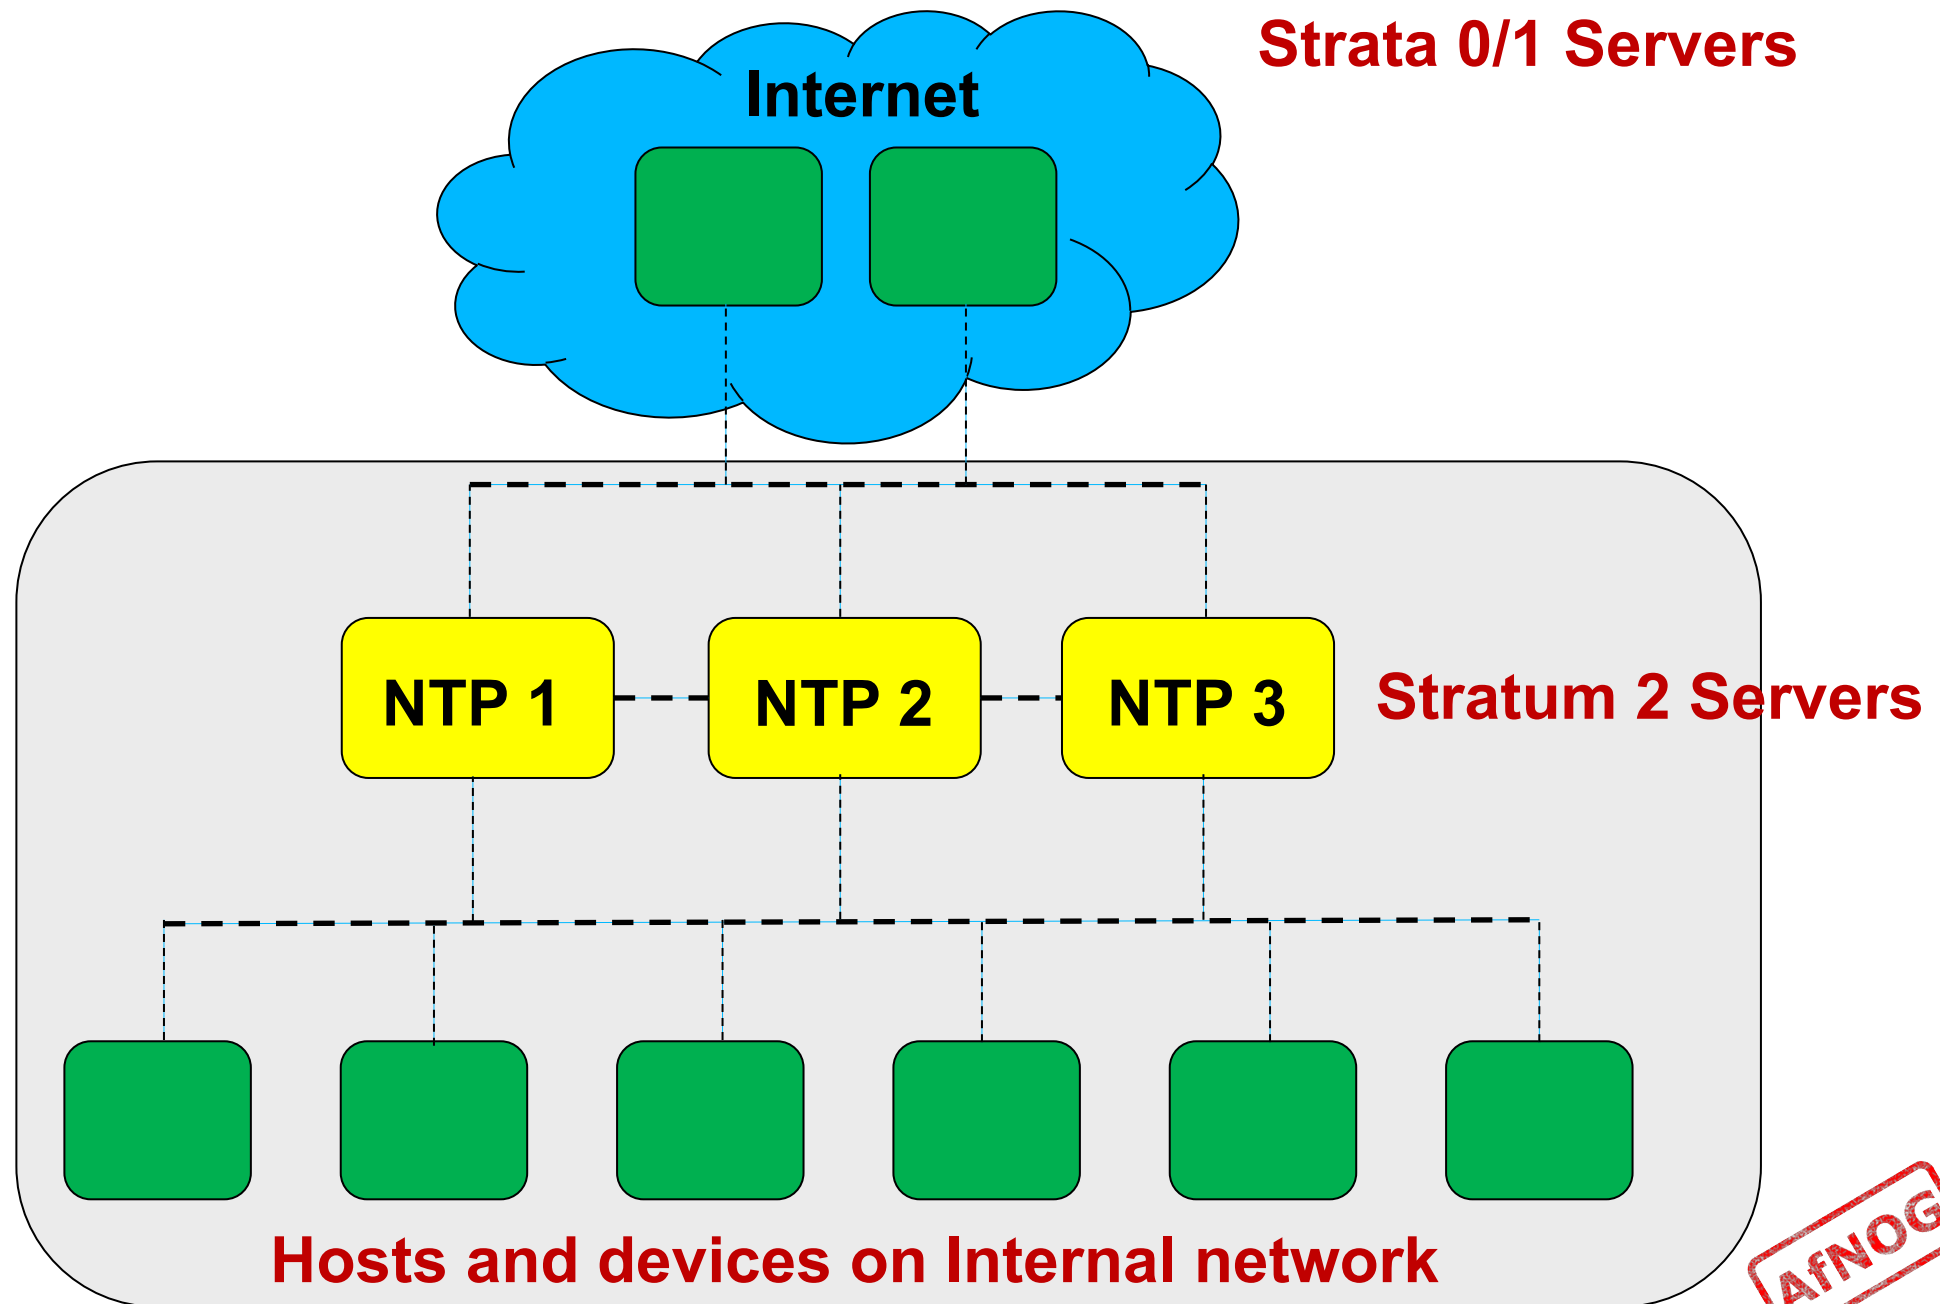 Strata 0/1 Servers
Internet
NTP 1
NTP 2
NTP 3
Stratum 2 Servers
Hosts and devices on Internal network
AfNOG